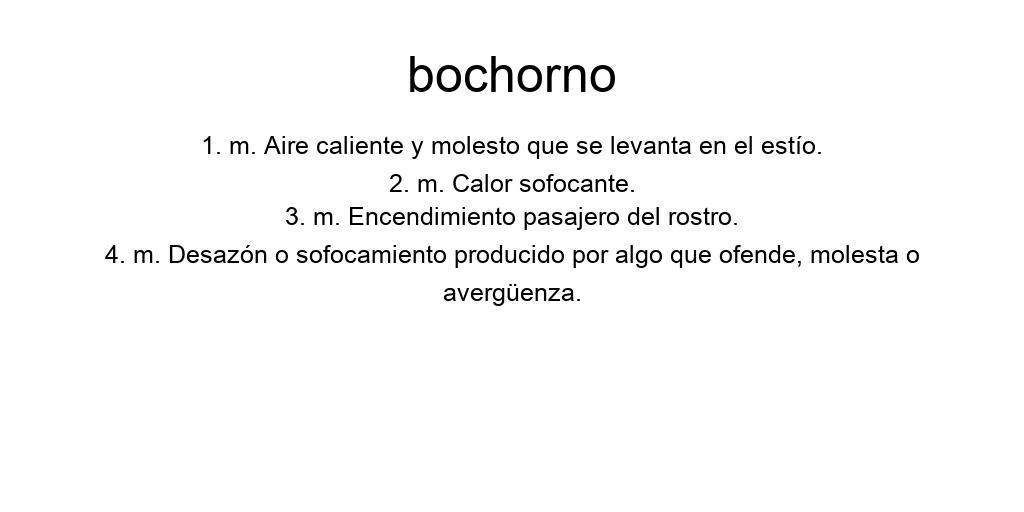 bochorno
1. m. Aire caliente y molesto que se levanta en el estío.
2. m. Calor sofocante.
3. m. Encendimiento pasajero del rostro.
4. m. Desazón o sofocamiento producido por algo que ofende, molesta o
avergüenza.